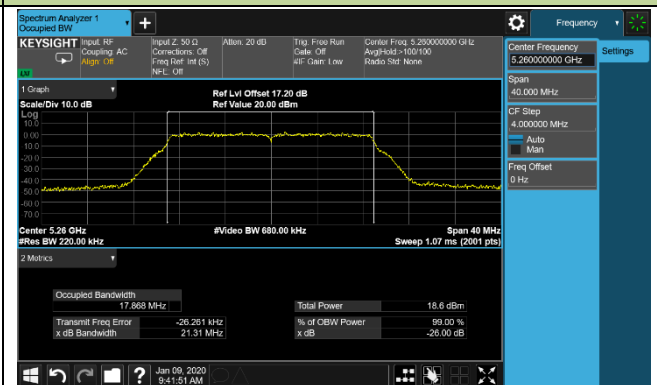 Spectrum Analyzer 1
Occupied BW
+
Frequency
KEYSIGHT
Input: RF
Coupling: AC
Align: Off
Input Z: 50 Ω
Corrections: Off
Freq Ref: Int (S)
NFE: Off
Atten: 20 dB
Trig: Free Run
Gate: Off
#IF Gain: Low
Center Freq: 5.260000000 GHz
Avg|Hold:>100/100
Radio Std: None
Center Frequency
5.260000000 GHz
Settings
Span
40.000 MHz
CF Step
4.000000 MHz
Auto
Man
Freq Offset
0 Hz
1 Graph
Scale/Div 10.0 dB
Ref Lvl Offset 17.20 dB
Ref Value 20.00 dBm
Log
10.0
0.00
-10.0
-20.0
-30.0
-40.0
-50.0
-60.0
-70.0
Center 5.26 GHz
#Video BW 680.00 kHz
Span 40 MHz
#Res BW 220.00 kHz
Sweep 1.07 ms (2001 pts)
2 Metrics
Occupied Bandwidth
17.868 MHz
Total Power 18.6 dBm
Transmit Freq Error -26.261 kHz
% of OBW Power 99.00 %
x dB Bandwidth 21.31 MHz
x dB -26.00 dB
?
Jan 09, 2020
9:41:51 AM